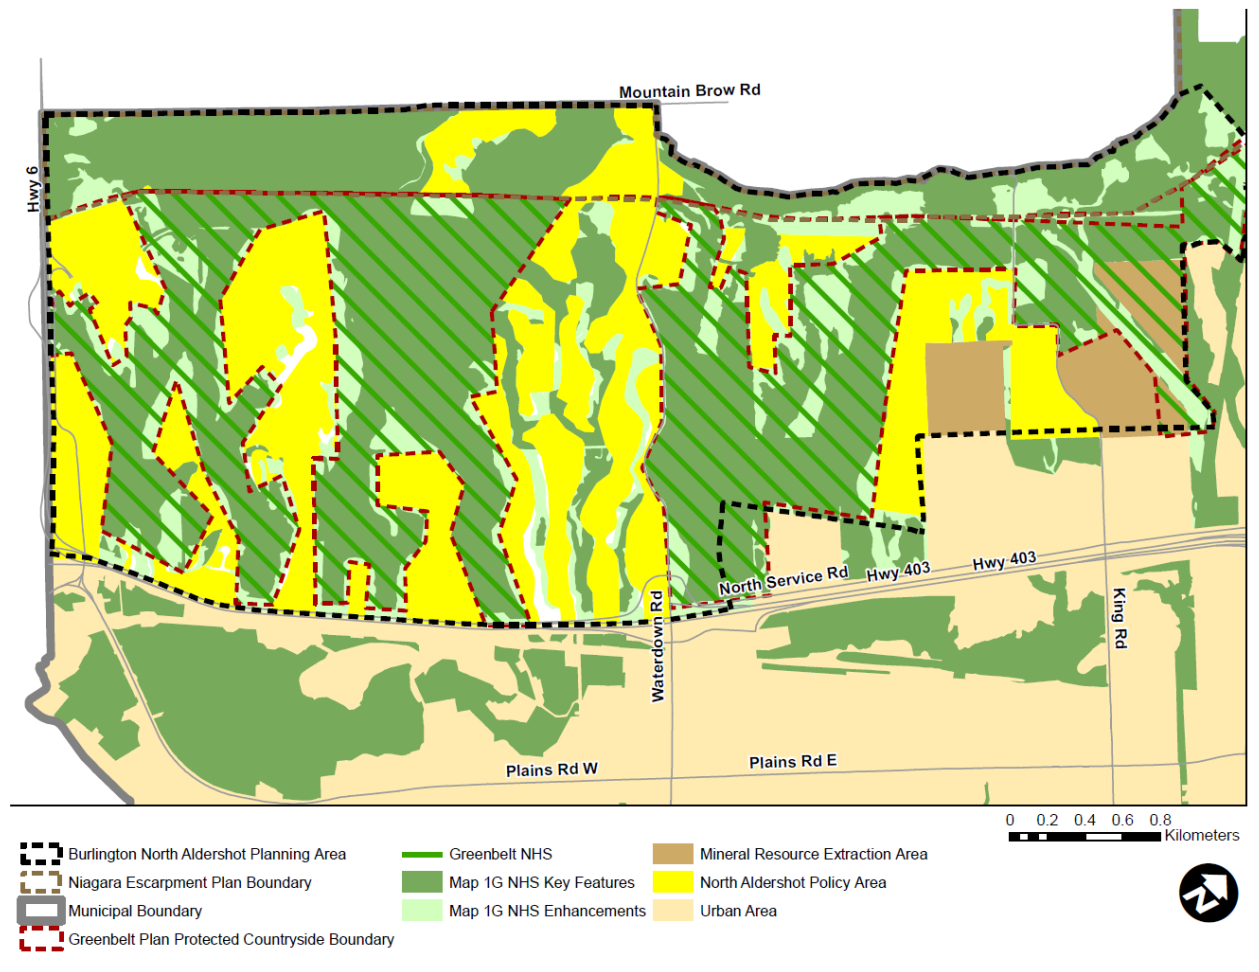 Mountain Brow Rd
Hwy 6
North Service Rd
Hwy 403
Hwy 403
Waterdown Rd
King Rd
Plains Rd W
Plains Rd E
0 0.2 0.4 0.6 0.8
Kilometers
Burlington North Aldershot Planning Area
Niagara Escarpment Plan Boundary
Municipal Boundary
Greenbelt Plan Protected Countryside Boundary
Greenbelt NHS
Map 1G NHS Key Features
Map 1G NHS Enhancements
Mineral Resource Extraction Area
North Aldershot Policy Area
Urban Area
N